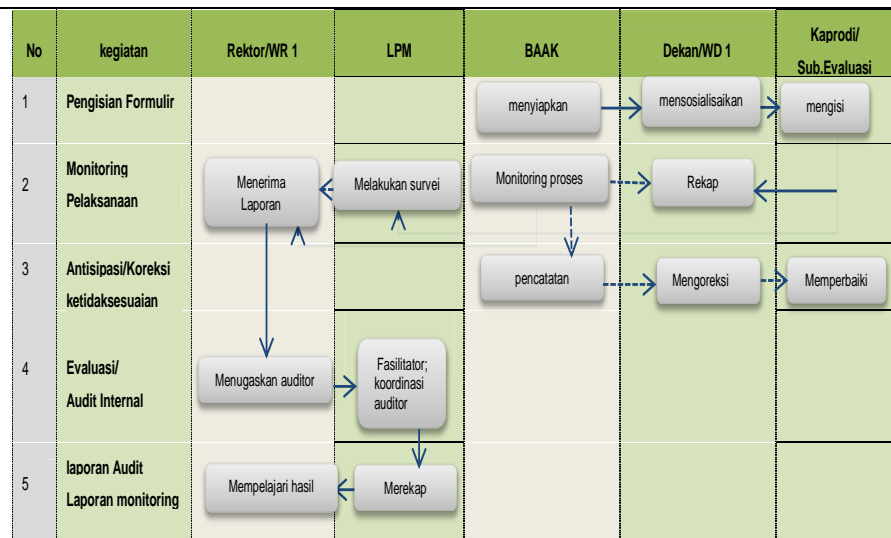 No
kegiatan
Rektor/WR 1
LPM
BAAK
Dekan/WD 1
Kaprodi/
Sub.Evaluasi
1
Pengisian Formulir
menyiapkan
mensosialisaikan
mengisi
2
Monitoring
Pelaksanaan
Menerima
Laporan
Melakukan survei
Monitoring proses
Rekap
3
Antisipasi/Koreksi
ketidaksesuaian
pencatatan
Mengoreksi
Memperbaiki
4
Evaluasi/
Audit Internal
Menugaskan auditor
Fasilitator;
koordinasi
auditor
5
laporan Audit
Laporan monitoring
Mempelajari hasil
Merekap